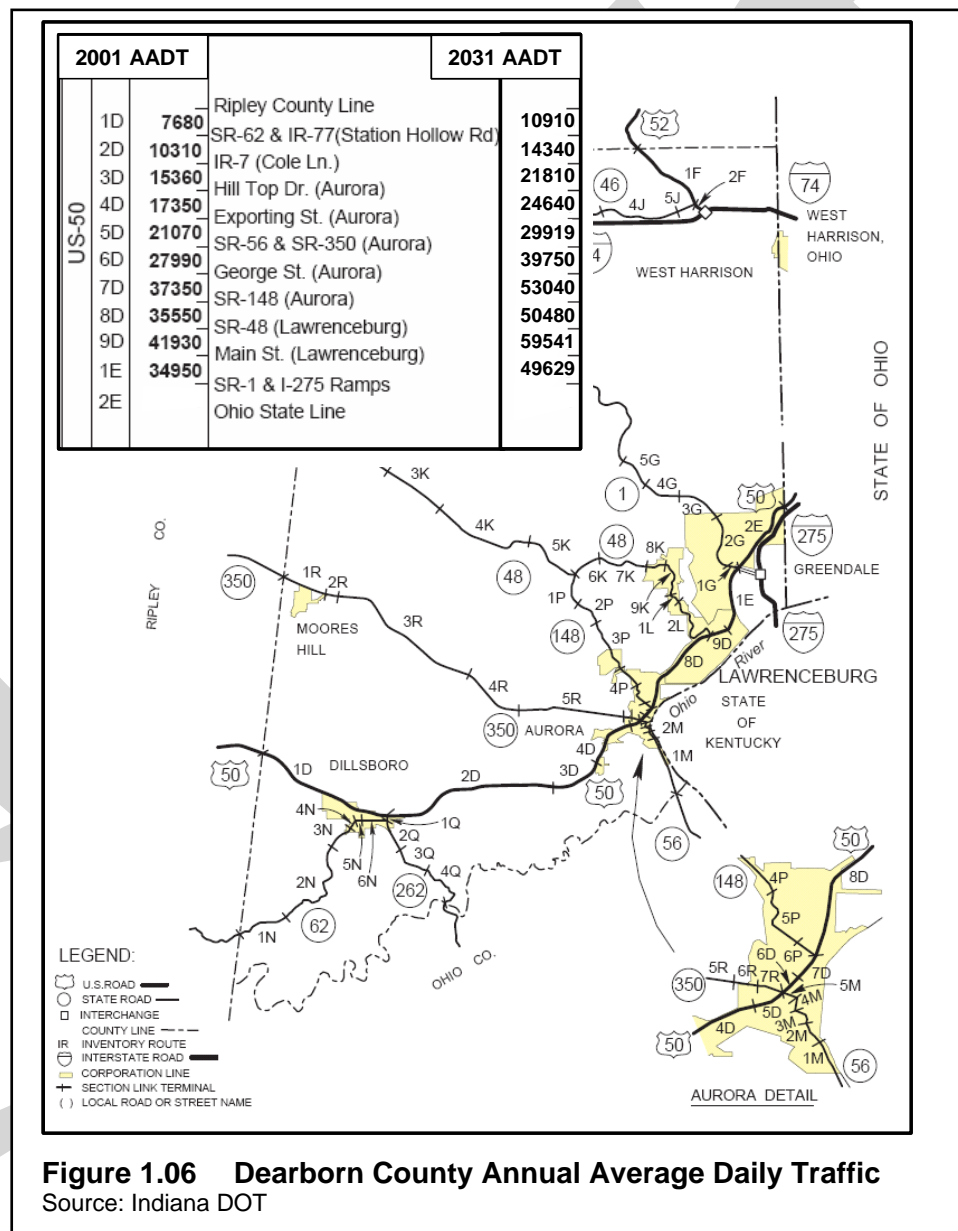 2001 AADT
2031 AADT
US-50
Ripley County Line
1D 7680 10910
SR-62 & IR-77(Station Hollow Rd)
2D 10310 14340
IR-7 (Cole Ln.)
3D 15360 21810
Hill Top Dr. (Aurora)
4D 17350 24640
Exporting St. (Aurora)
5D 21070 29919
SR-56 & SR-350 (Aurora)
6D 27990 39750
George St. (Aurora)
7D 37350 53040
SR-148 (Aurora)
8D 35550 50480
SR-48 (Lawrenceburg)
9D 41930 59541
Main St. (Lawrenceburg)
1E 34950 49629
SR-1 & I-275 Ramps
2E
Ohio State Line
52
1F 2F
46 4J 5J
74
4
WEST
HARRISON,
OHIO
WEST HARRISON
STATE OF OHIO
3K
5G
4G
1
3G
50
2E
4K
2G
275
5K
48
8K
GREENDALE
48
6K 7K
1G
1R
350
2R
1P
9K
1E
2P
1L 2L
RIPLEY CO.
MOORES
HILL
3R
148
3P
9D
275
8D
River
4R
4P
LAWRENCEBURG
Ohio
STATE
OF
KENTUCKY
5R
350
AURORA
2M
1M
4D
50
1D
DILLSBORO
2D
3D
50
4N
1Q
3N
2Q
56
5N
3Q
6N
4Q
2N
262
62
1N
OHIO CO.
50
148
4P
8D
5P
6D 6P
5R
6R 7R
7D
350
5M
4M
5D
4D
3M
2M
50
1M
56
AURORA DETAIL
LEGEND:
U.S.ROAD
STATE ROAD
INTERCHANGE
COUNTY LINE
IR INVENTORY ROUTE
INTERSTATE ROAD
CORPORATION LINE
SECTION LINK TERMINAL
( ) LOCAL ROAD OR STREET NAME
Figure 1.06 Dearborn County Annual Average Daily Traffic
Source: Indiana DOT